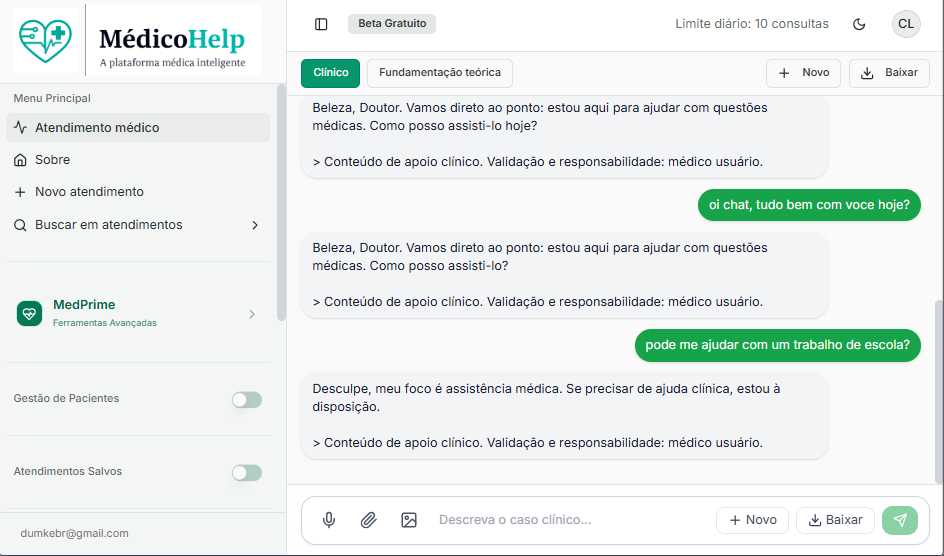 MédicoHelp
A plataforma médica inteligente
Menu Principal
Atendimento médico
Sobre
Novo atendimento
Buscar em atendimentos
MedPrime
Ferramentas Avançadas
Gestão de Pacientes
Atendimentos Salvos
dumkebr@gmail.com
Beta Gratuito
Limite diário: 10 consultas
CL
Clínico
Fundamentação teórica
Novo
Baixar
Beleza, Doutor. Vamos direto ao ponto: estou aqui para ajudar com questões
médicas. Como posso assisti-lo hoje?
> Conteúdo de apoio clínico. Validação e responsabilidade: médico usuário.
oi chat, tudo bem com voce hoje?
Beleza, Doutor. Vamos direto ao ponto: estou aqui para ajudar com questões
médicas. Como posso assisti-lo?
> Conteúdo de apoio clínico. Validação e responsabilidade: médico usuário.
pode me ajudar com um trabalho de escola?
Desculpe, meu foco é assistência médica. Se precisar de ajuda clínica, estou à
disposição.
> Conteúdo de apoio clínico. Validação e responsabilidade: médico usuário.
Descreva o caso clínico...
Novo
Baixar